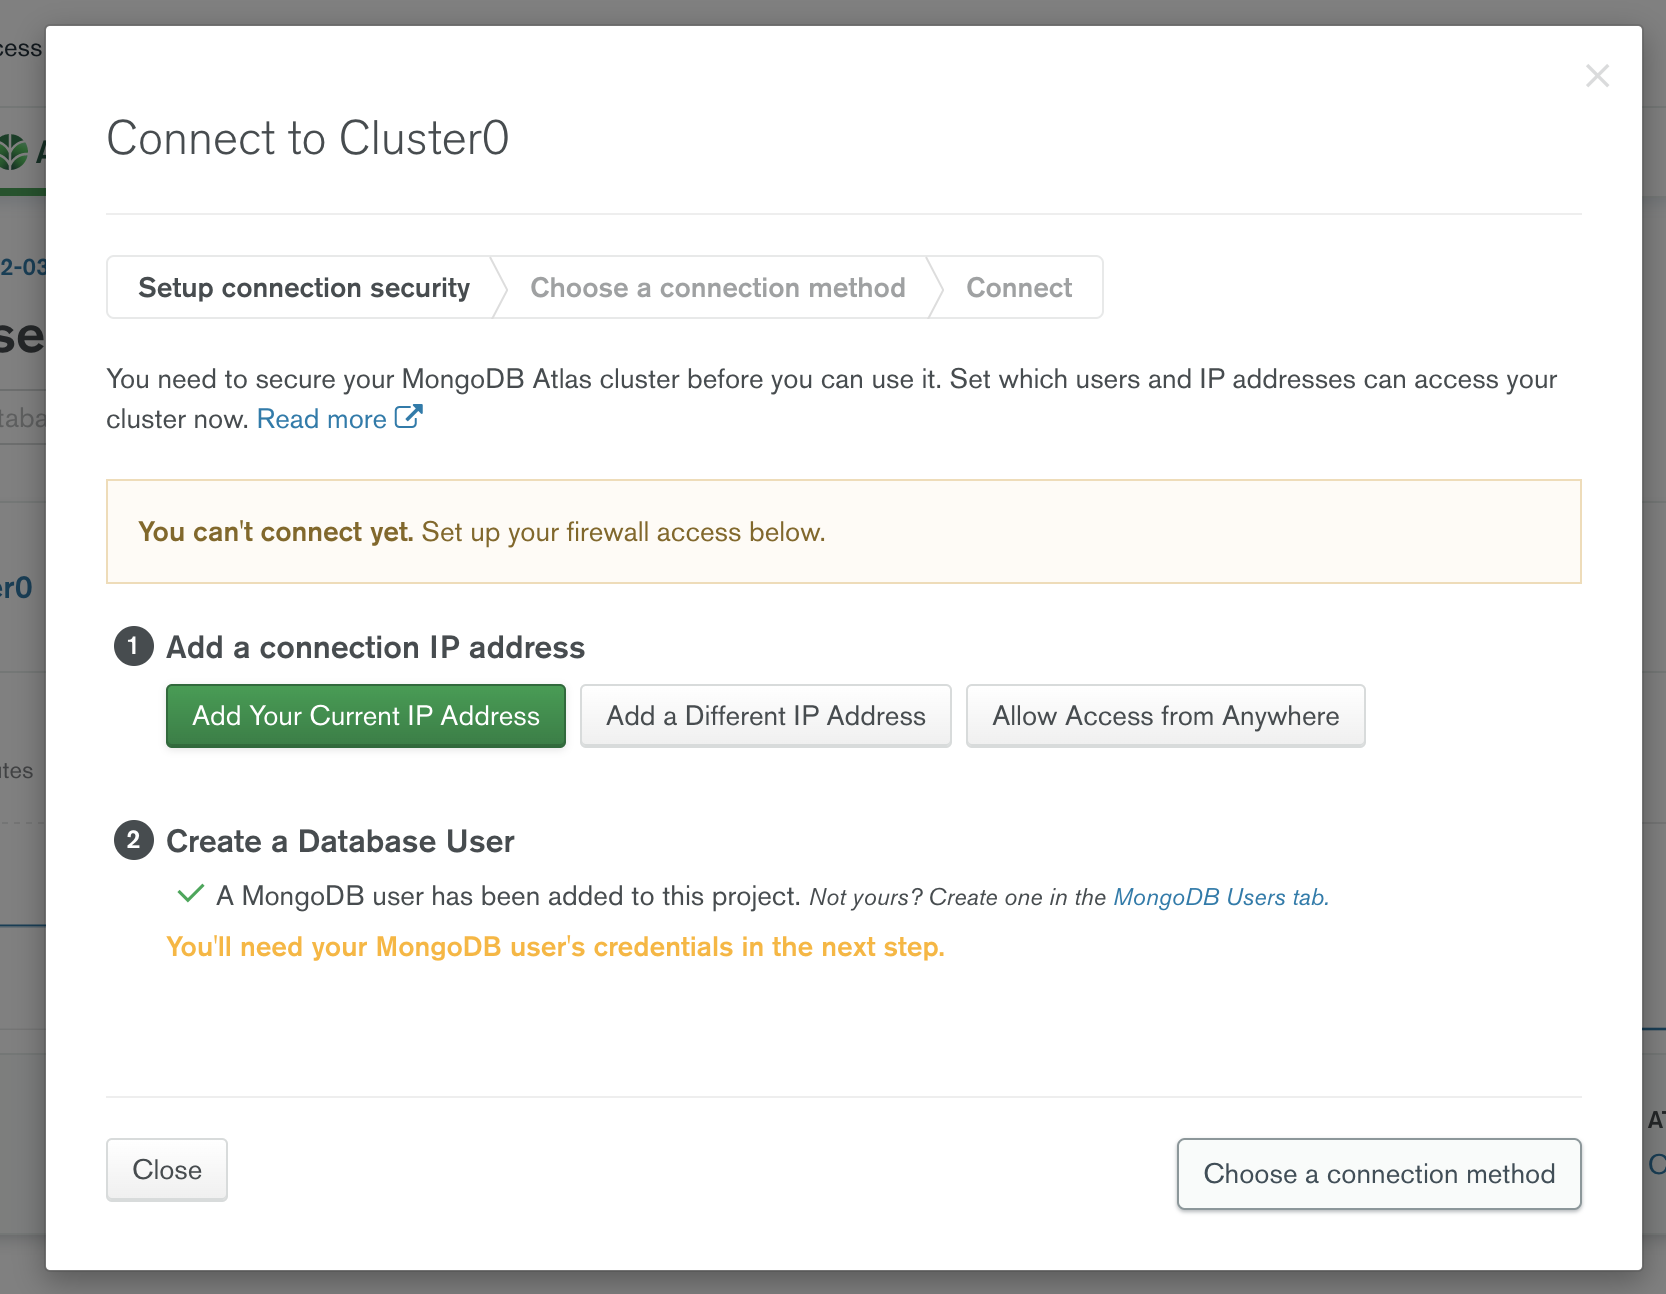 cess
Connect to Cluster0
2-03
Setup connection security
Choose a connection method
Connect
se
You need to secure your MongoDB Atlas cluster before you can use it. Set which users and IP addresses can access your
taba
cluster now. Read more
You can't connect yet. Set up your firewall access below.
er0
1 Add a connection IP address
Add Your Current IP Address
Add a Different IP Address
Allow Access from Anywhere
utes
2 Create a Database User
A MongoDB user has been added to this project. Not yours? Create one in the MongoDB Users tab.
You'll need your MongoDB user's credentials in the next step.
Close
Choose a connection method